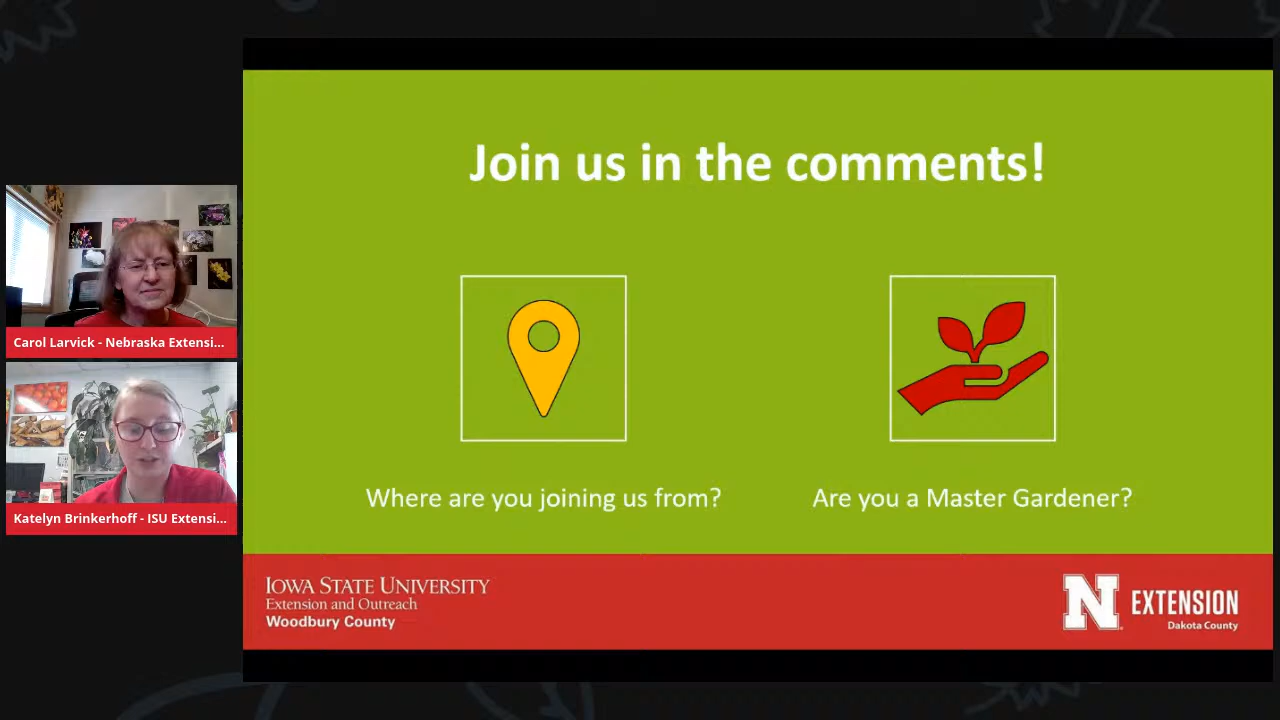 Join us in the comments!
Carol Larvick - Nebraska Extensi...
Katelyn Brinkerhoff - ISU Extensi...
Where are you joining us from?
Are you a Master Gardener?
IOWA STATE UNIVERSITY
Extension and Outreach
Woodbury County
N EXTENSION
Dakota County